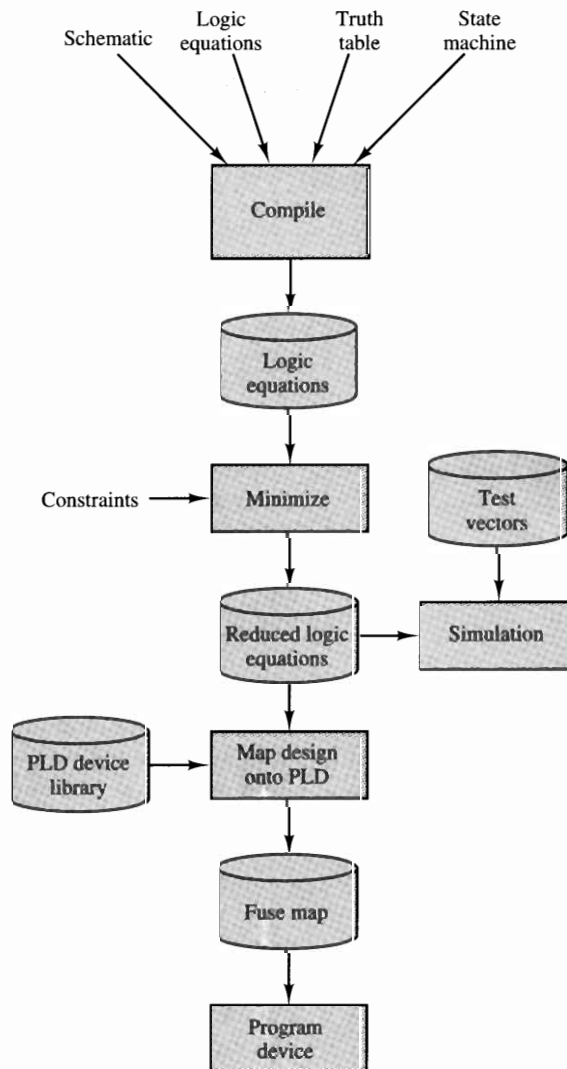 Schematic
Logic
equations
Truth
table
State
machine
Compile
Logic
equations
Constraints
Minimize
Test
vectors
Reduced logic
equations
Simulation
PLD device
library
Map design
onto PLD
Fuse map
Program
device